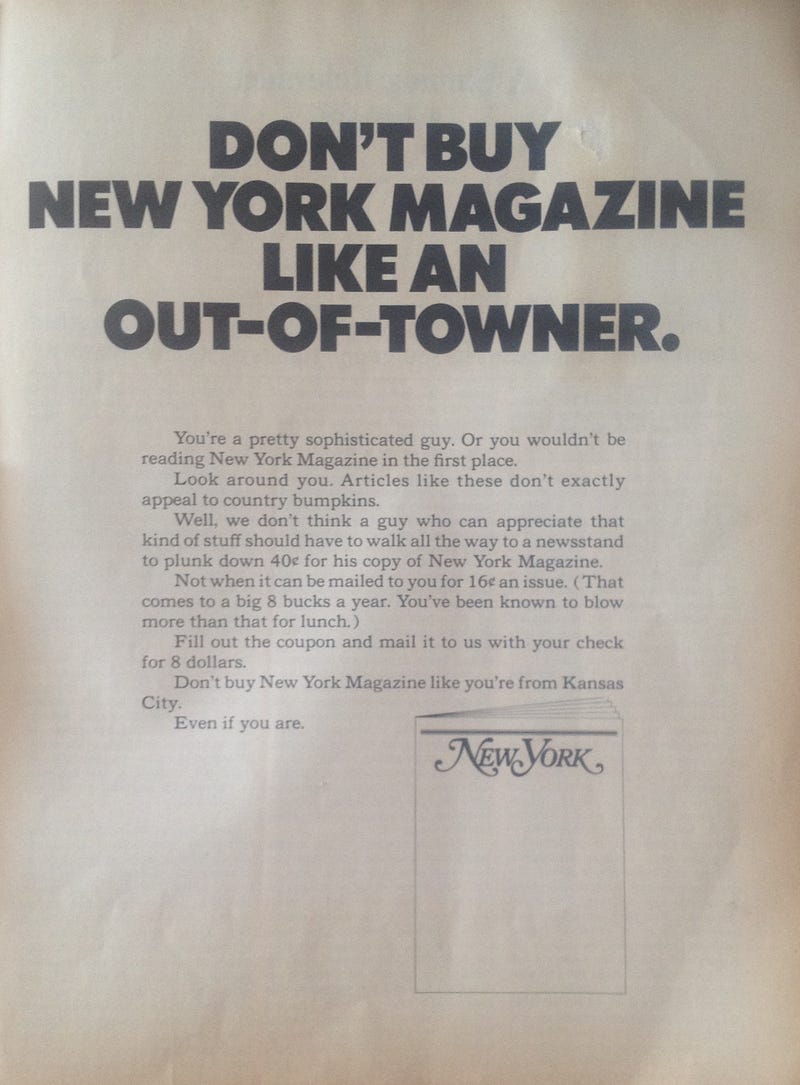 DON'T BUY
NEW YORK MAGAZINE
LIKE AN
OUT-OF-TOWNER.
You're a pretty sophisticated guy. Or you wouldn't be
reading New York Magazine in the first place.
Look around you. Articles like these don't exactly
appeal to country bumpkins.
Well, we don't think a guy who can appreciate that
kind of stuff should have to walk all the way to a newsstand
to plunk down 40¢ for his copy of New York Magazine.
Not when it can be mailed to you for 16¢ an issue. (That
comes to a big 8 bucks a year. You've been known to blow
more than that for lunch.)
Fill out the coupon and mail it to us with your check
for 8 dollars.
Don't buy New York Magazine like you're from Kansas
City.
Even if you are.
NEW YORK